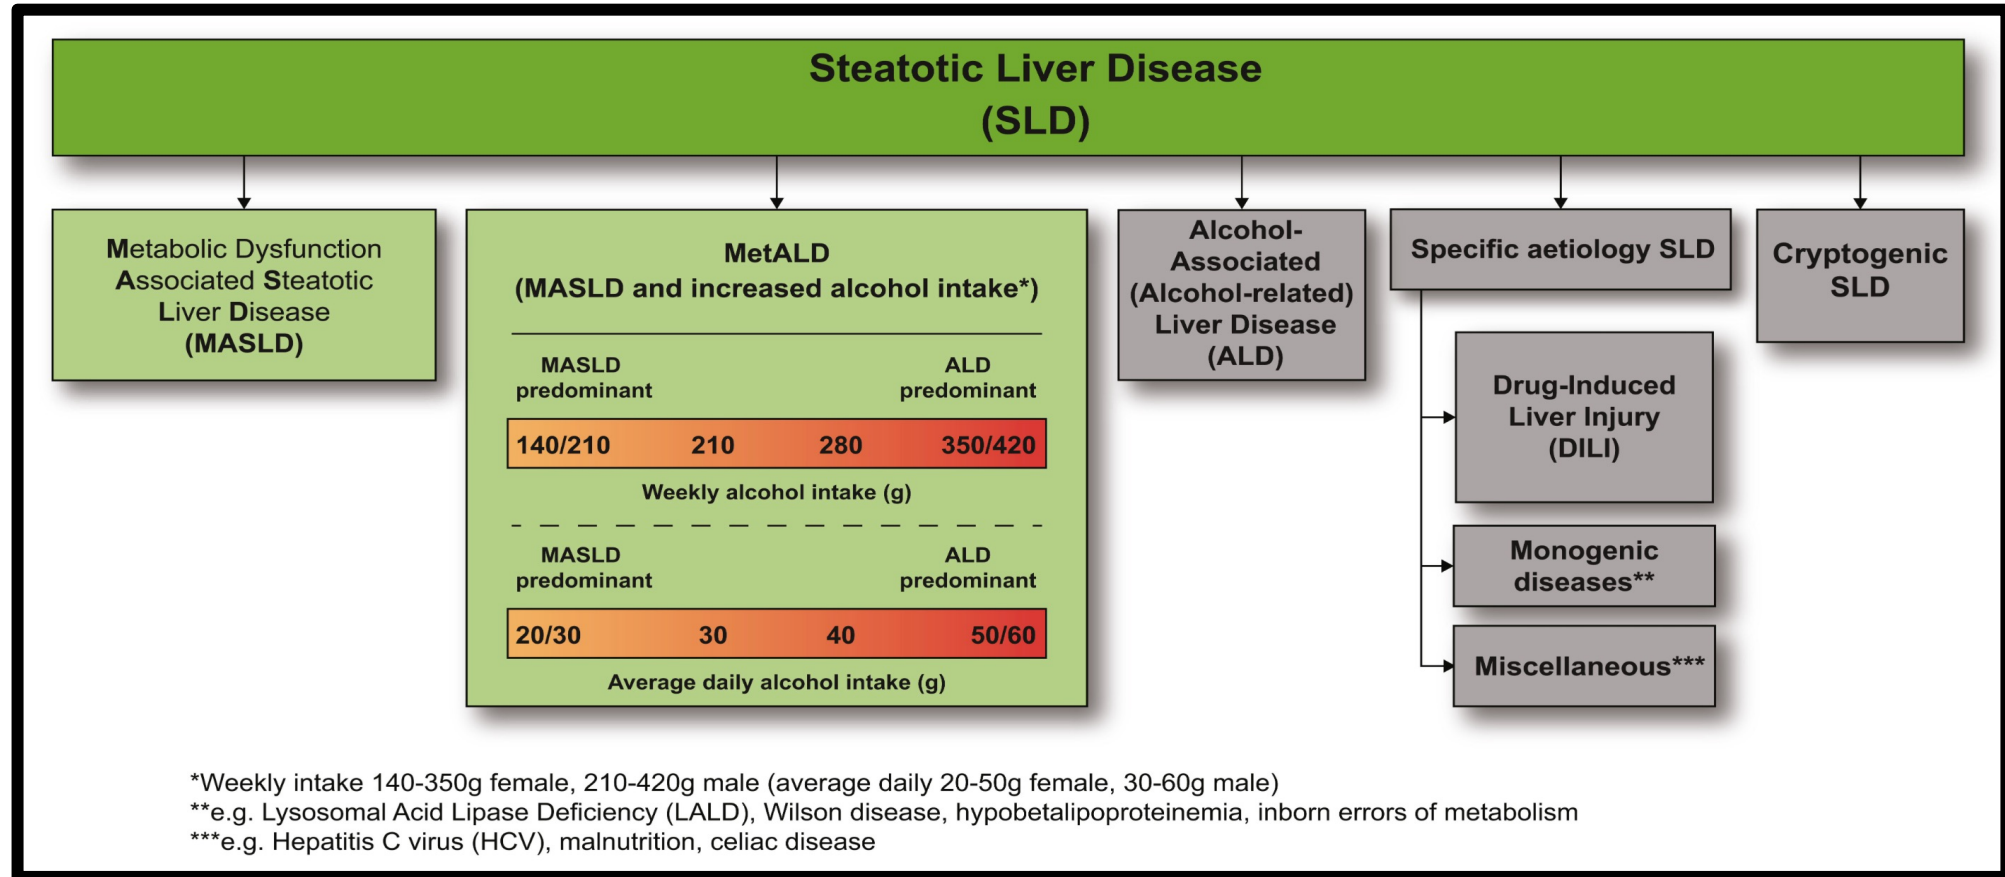 Steatotic Liver Disease
(SLD)
Metabolic Dysfunction
Associated Steatotic
Liver Disease
(MASLD)
MetALD
(MASLD and increased alcohol intake*)
MASLD
predominant
ALD
predominant
140/210 210 280 350/420
Weekly alcohol intake (g)
MASLD
predominant
ALD
predominant
20/30 30 40 50/60
Average daily alcohol intake (g)
Alcohol-
Associated
(Alcohol-related)
Liver Disease
(ALD)
Specific aetiology SLD
Drug-Induced
Liver Injury
(DILI)
Monogenic
diseases**
Miscellaneous***
Cryptogenic
SLD
*Weekly intake 140-350g female, 210-420g male (average daily 20-50g female, 30-60g male)
**e.g. Lysosomal Acid Lipase Deficiency (LALD), Wilson disease, hypobetalipoproteinemia, inborn errors of metabolism
***e.g. Hepatitis C virus (HCV), malnutrition, celiac disease